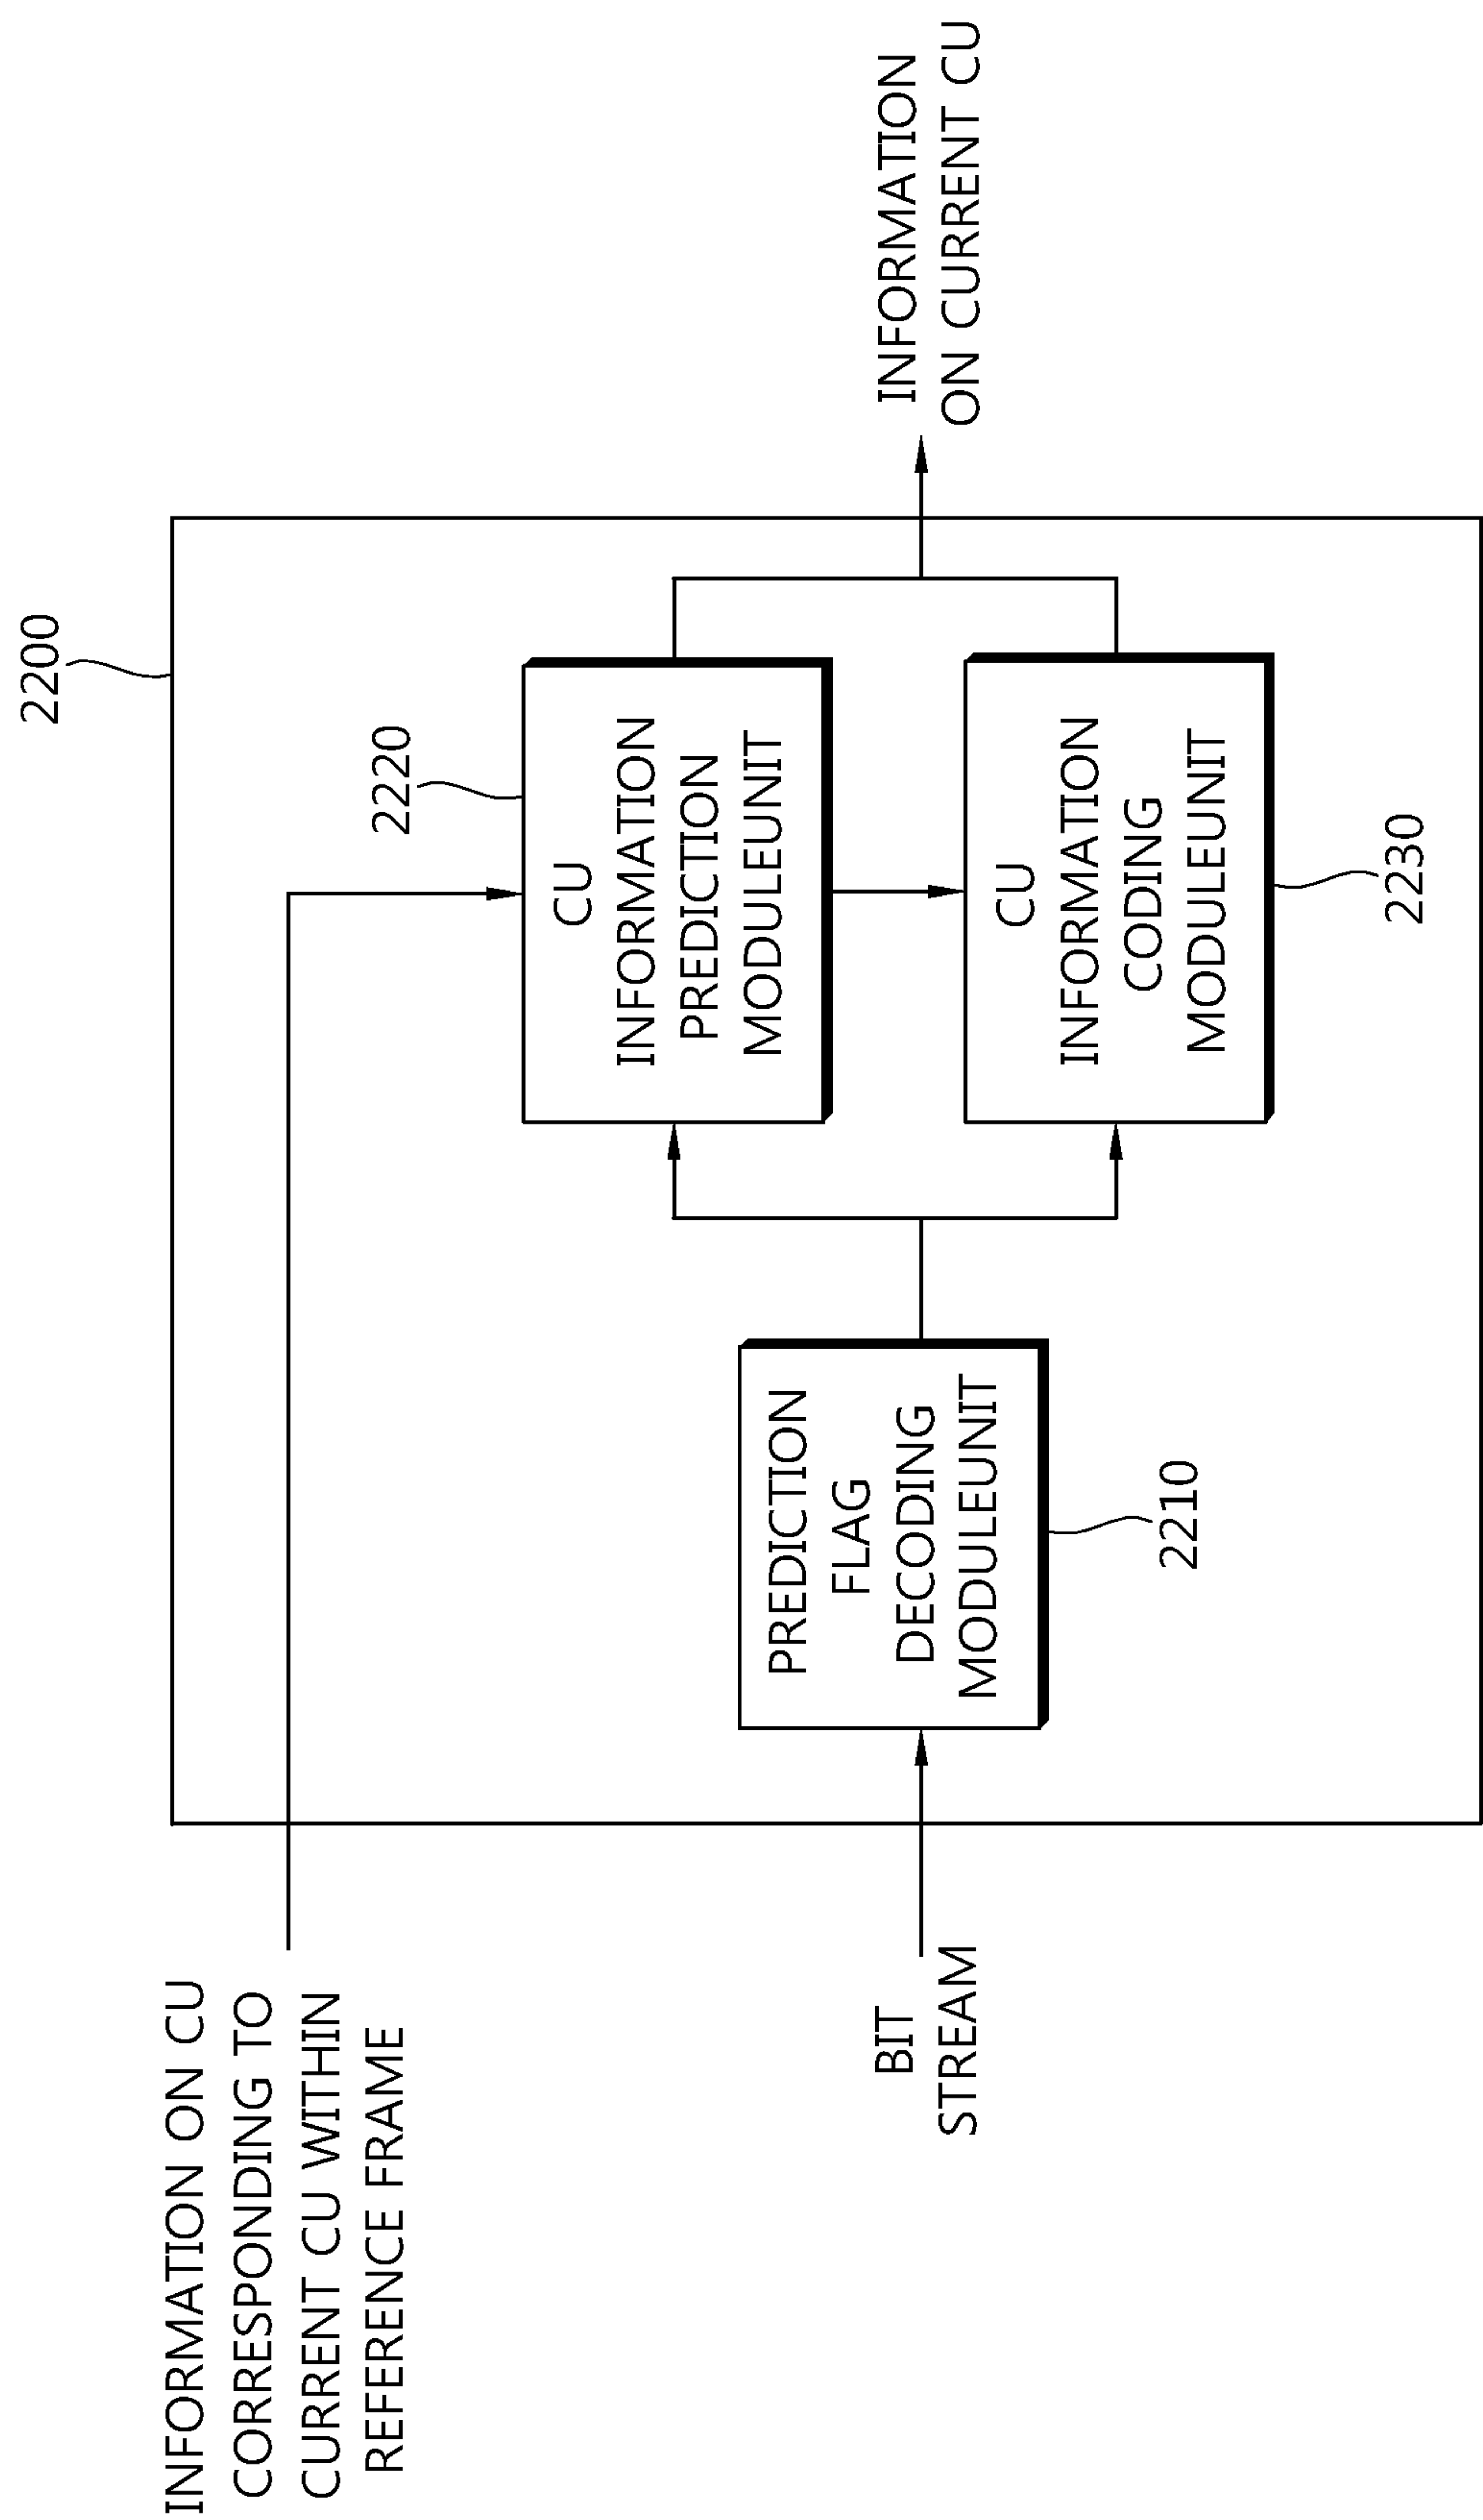 2200
INFORMATION ON CU
CORRESPONDING TO
CURRENT CU WITHIN
REFERENCE FRAME
2220
CU
INFORMATION
PREDICTION
MODULEUNIT
BIT
STREAM
PREDICTION
FLAG
DECODING
MODULEUNIT
2210
INFORMATION
ON CURRENT CU
CU
INFORMATION
CODING
MODULEUNIT
2230